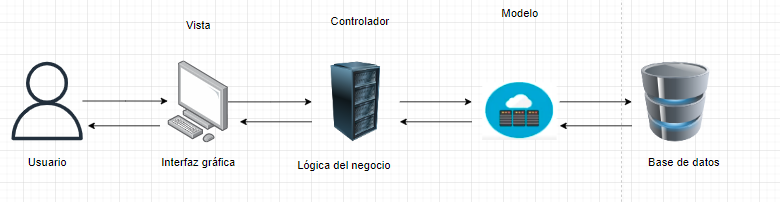 Vista
Controlador
Modelo
Usuario
Interfaz gráfica
Lógica del negocio
Base de datos